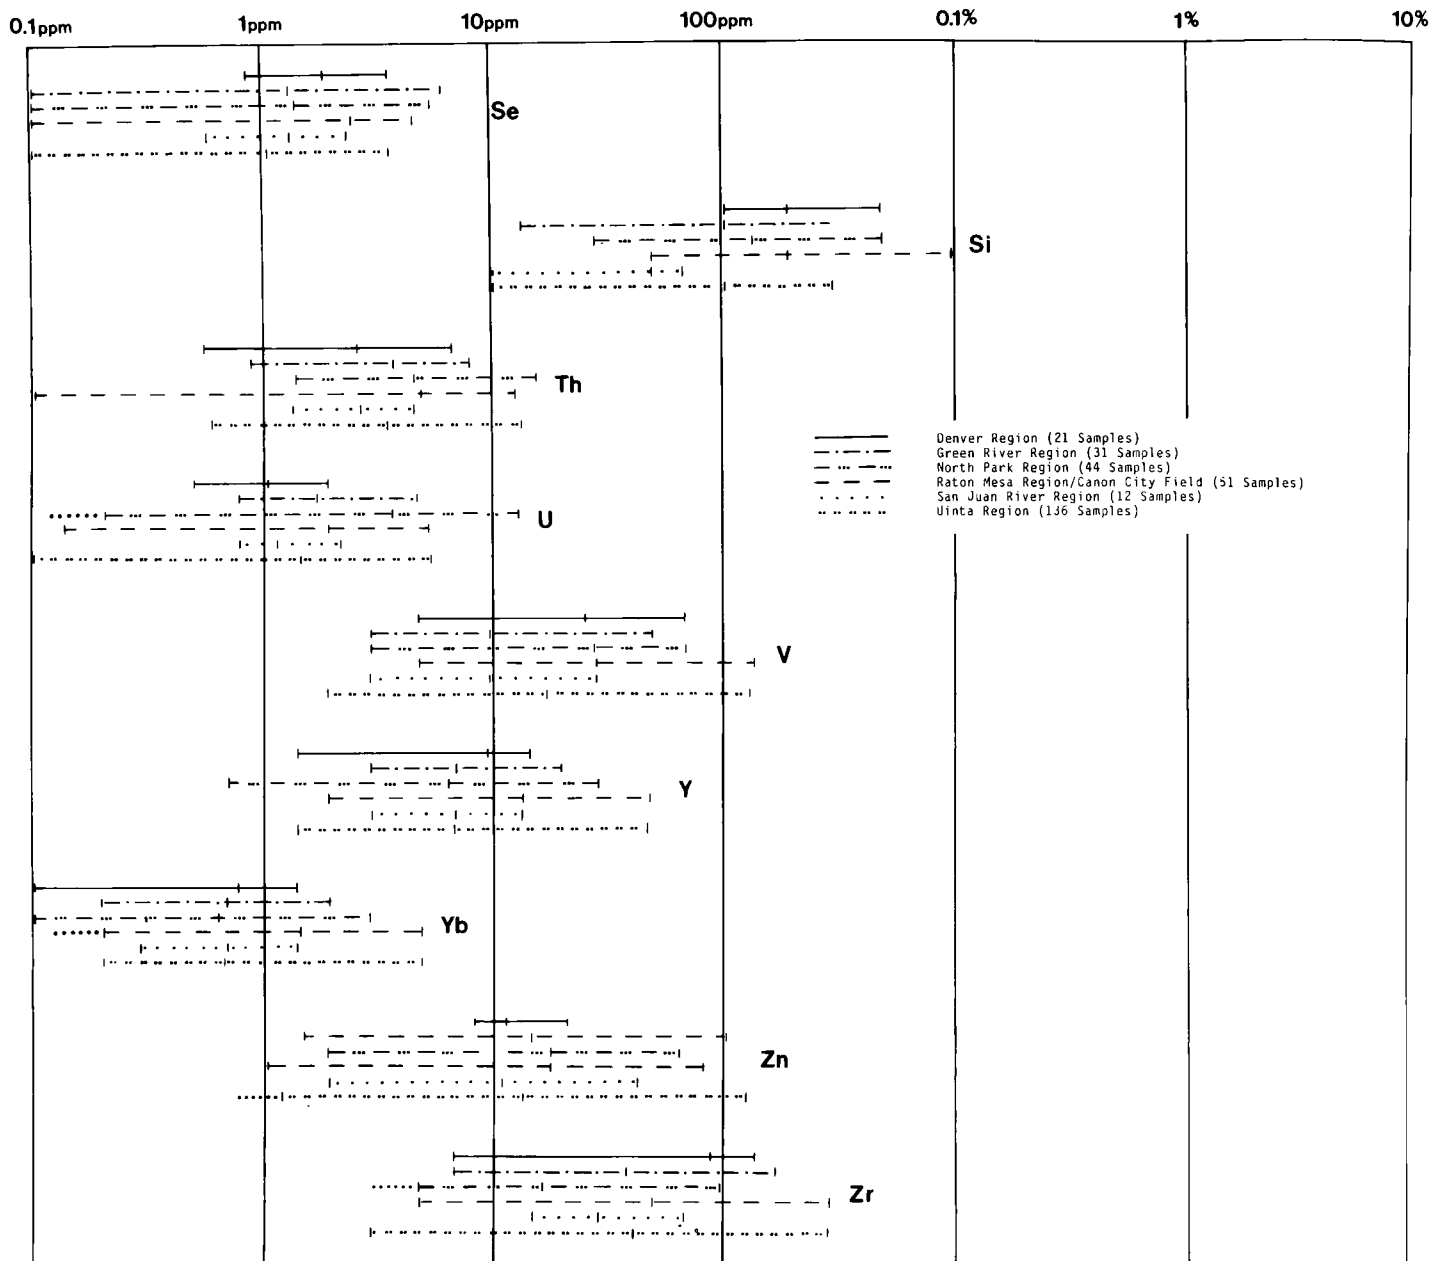 0.1ppm 1ppm 10ppm 100ppm 0.1% 1% 10%
Se
Si
Th
Denver Region (21 Samples)
Green River Region (31 Samples)
North Park Region (44 Samples)
Raton Mesa Region/Canon City Field (51 Samples)
San Juan River Region (12 Samples)
Uinta Region (136 Samples)
U
V
Y
Yb
Zn
Zr